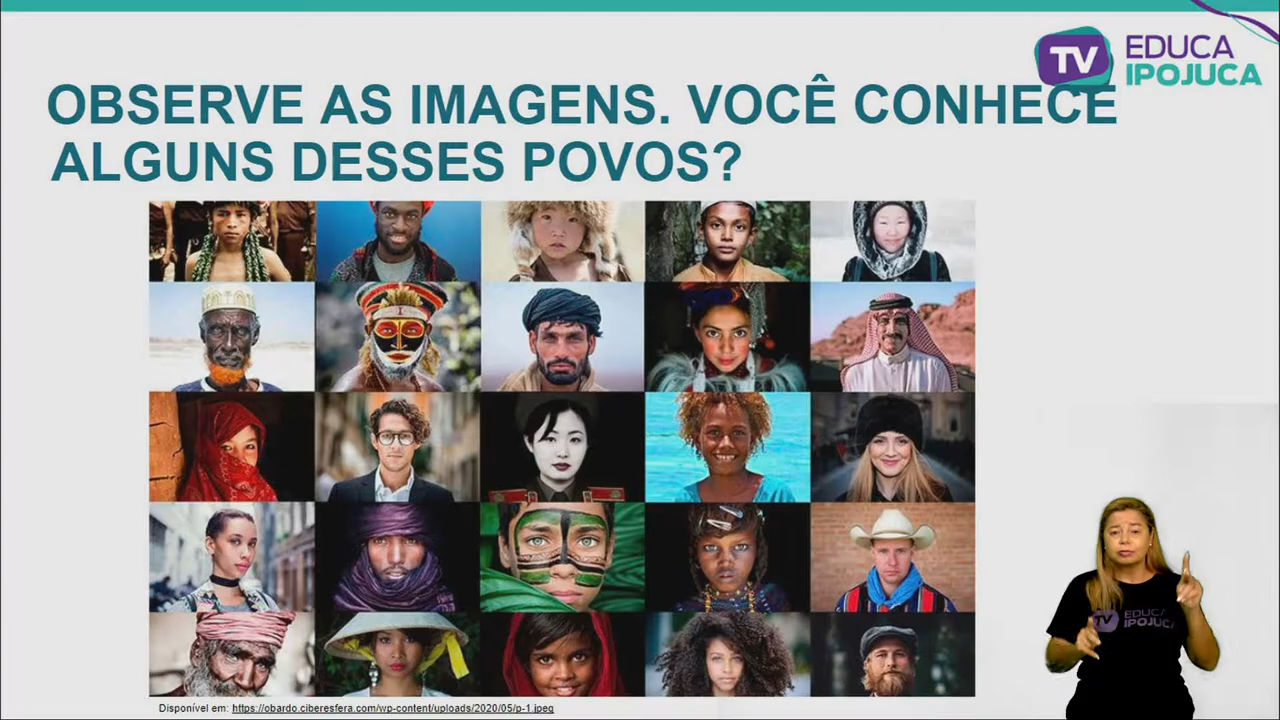 TV EDUCA
IPOJUCA
OBSERVE AS IMAGENS. VOCÊ CONHECE
ALGUNS DESSES POVOS?
TV EDUCA
IPOJUCA
Disponível em: https://obardo.ciberesfera.com/wp-content/uploads/2020/05/p-1.jpeg